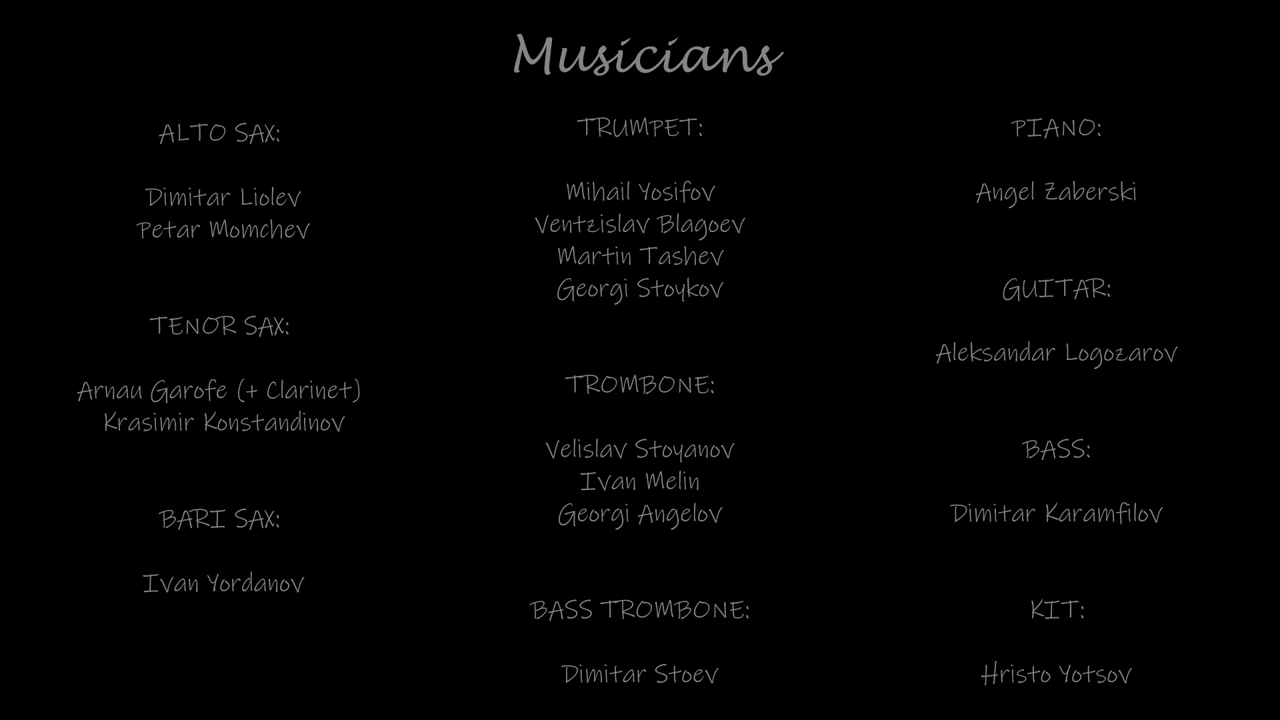 Musicians
ALTO SAX:
Dimitar Liolev
Petar Momchev
TENOR SAX:
Arnau Garofe (+ Clarinet)
Krasimir Konstandinov
BARI SAX:
Ivan Yordanov
TRUMPET:
Mihail Yosifov
Ventzislav Blagoev
Martin Tashev
Georgi Stoykov
TROMBONE:
Velislav Stoyanov
Ivan Melin
Georgi Angelov
BASS TROMBONE:
Dimitar Stoev
PIANO:
Angel Zaberski
GUITAR:
Aleksandar Logozarov
BASS:
Dimitar Karamfilov
KIT:
Hristo Yotsov